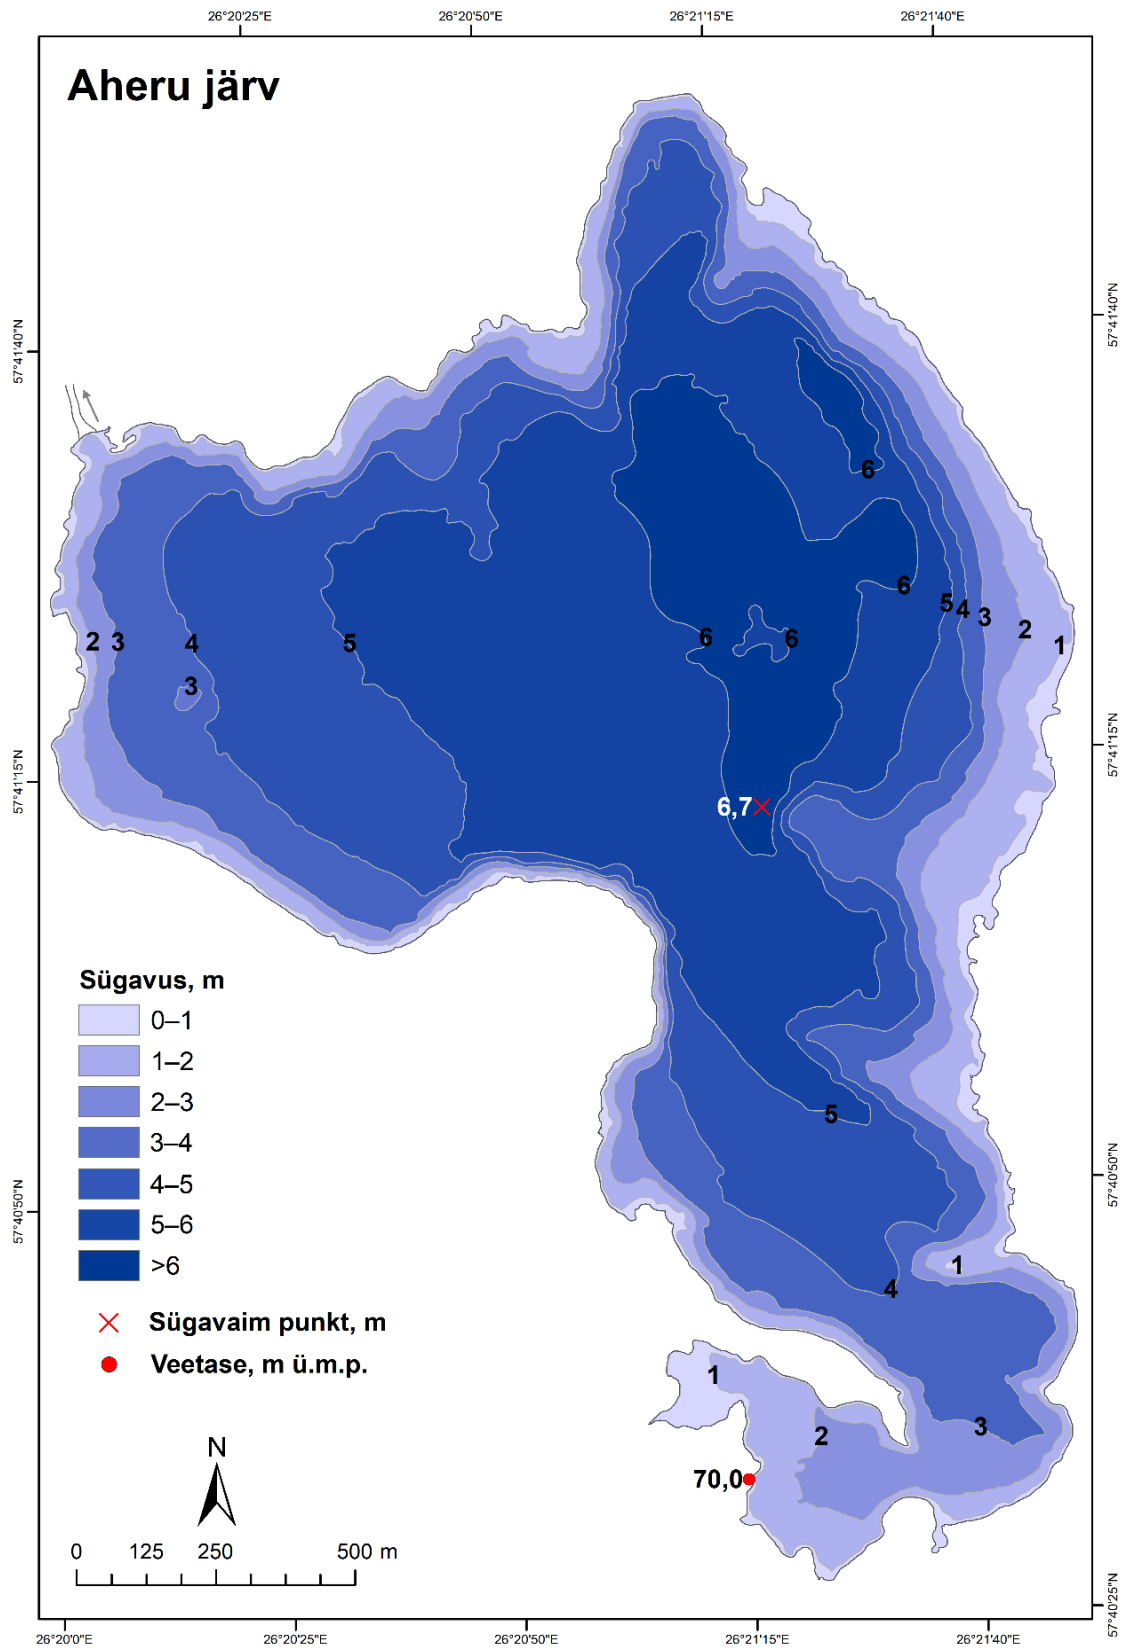 26°20'25"E
26°20'50"E
26°21'15"E
26°21'40"E
Aheru järv
57°41'40"N
57°41'40"N
6
6
5
4
3
2
1
2
3
4
5
6
6
3
57°41'15"N
57°41'15"N
6,7
Sügavus, m
0–1
1–2
2–3
3–4
4–5
5–6
>6
5
57°40'50"N
57°40'50"N
1
4
Sügavaim punkt, m
Veetase, m ü.m.p.
1
3
2
70,0
N
0 125 250 500 m
57°40'25"N
26°20'0"E
26°20'25"E
26°20'50"E
26°21'15"E
26°21'40"E